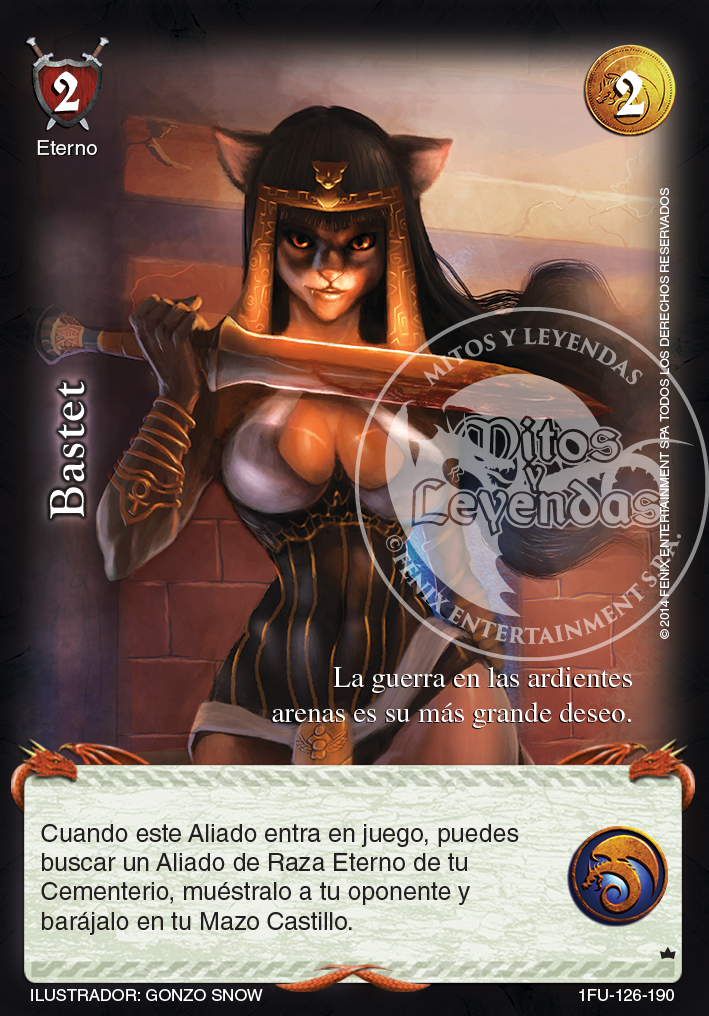 2
Eterno
2
Bastet
MITOS Y LEYENDAS
Mitos
y
Leyendas
© FÉNIX ENTERTAINMENT S.P.A.
© 2014 FENIX ENTERTAINMENT SPA TODOS LOS DERECHOS RESERVADOS
La guerra en las ardientes
arenas es su más grande deseo.
Cuando este Aliado entra en juego, puedes
buscar un Aliado de Raza Eterno de tu
Cementerio, muéstralo a tu oponente y
barájalo en tu Mazo Castillo.
ILUSTRADOR: GONZO SNOW
1FU-126-190